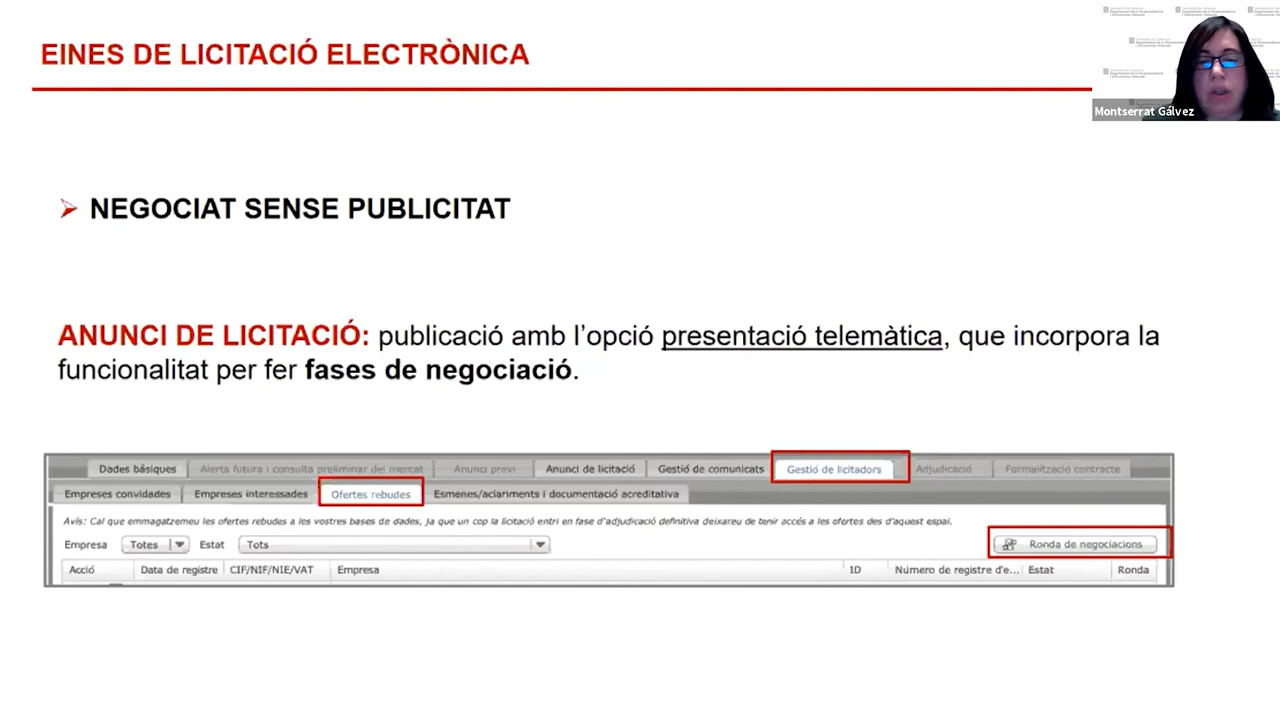 EINES DE LICITACIÓ ELECTRÒNICA
Montserrat Gálvez
NEGOCIAT SENSE PUBLICITAT
ANUNCI DE LICITACIÓ: publicació amb l'opció presentació telemàtica, que incorpora la
funcionalitat per fer fases de negociació.
Dades bàsiques Alerta futura i consulta preliminar del mercat Anunci previ Anunci de licitació Gestió de comunicats Gestió de licitadors Adjudicació Formalització contracte
Empreses convidades Empreses interessades Ofertes rebudes Esmenes/aclariments i documentació acreditativa
Avís: Cal que emmagatzemeu les ofertes rebudes a les vostres bases de dades, ja que un cop la licitació entri en fase d'adjudicació definitiva deixareu de tenir accés a les ofertes des d'aquest espai.
Empresa Totes Estat Tots Ronda de negociacions
Acció Data de registre CIF/NIF/NIE/VAT Empresa ID Número de registre d'e... Estat Ronda